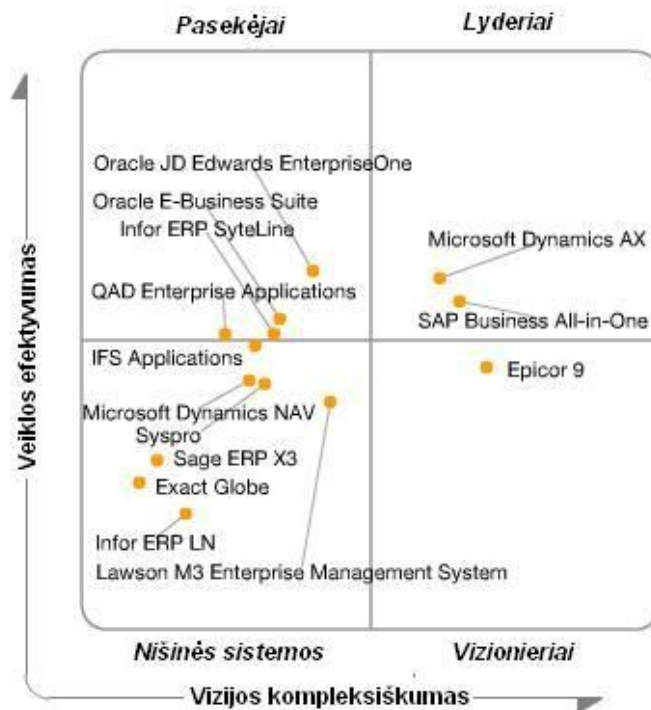 Pasekėjai
Lyderiai
Veiklos efektyvumas
Oracle JD Edwards EnterpriseOne
Oracle E-Business Suite
Infor ERP SyteLine
Microsoft Dynamics AX
QAD Enterprise Applications
SAP Business All-in-One
IFS Applications
Epicor 9
Microsoft Dynamics NAV
Syspro
Sage ERP X3
Exact Globe
Infor ERP LN
Lawson M3 Enterprise Management System
Nišinės sistemos
Vizionieriai
Vizijos kompleksiškumas